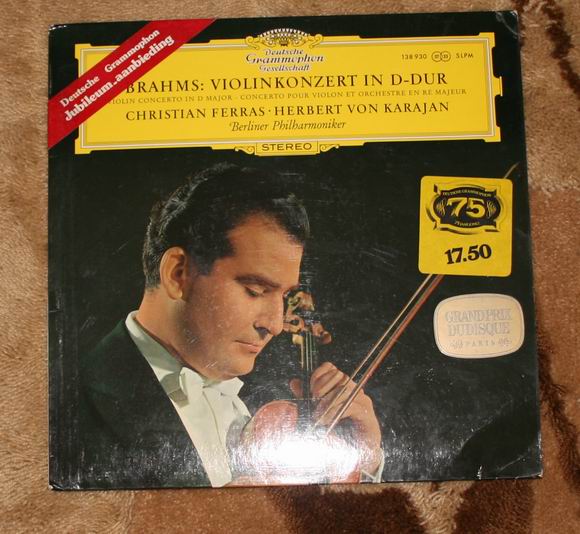 Deutsche Grammophon
Jubileum-aanbieding
Deutsche
Grammophon
Gesellschaft
138 930 SLPM
BRAHMS: VIOLINKONZERT IN D-DUR
VIOLIN CONCERTO IN D MAJOR - CONCERTO POUR VIOLON ET ORCHESTRE EN RÉ MAJEUR
CHRISTIAN FERRAS · HERBERT VON KARAJAN
Berliner Philharmoniker
STEREO
DEUTSCHE GRAMMOPHON
75
17.50
GRAND PRIX
DU DISQUE
PARIS